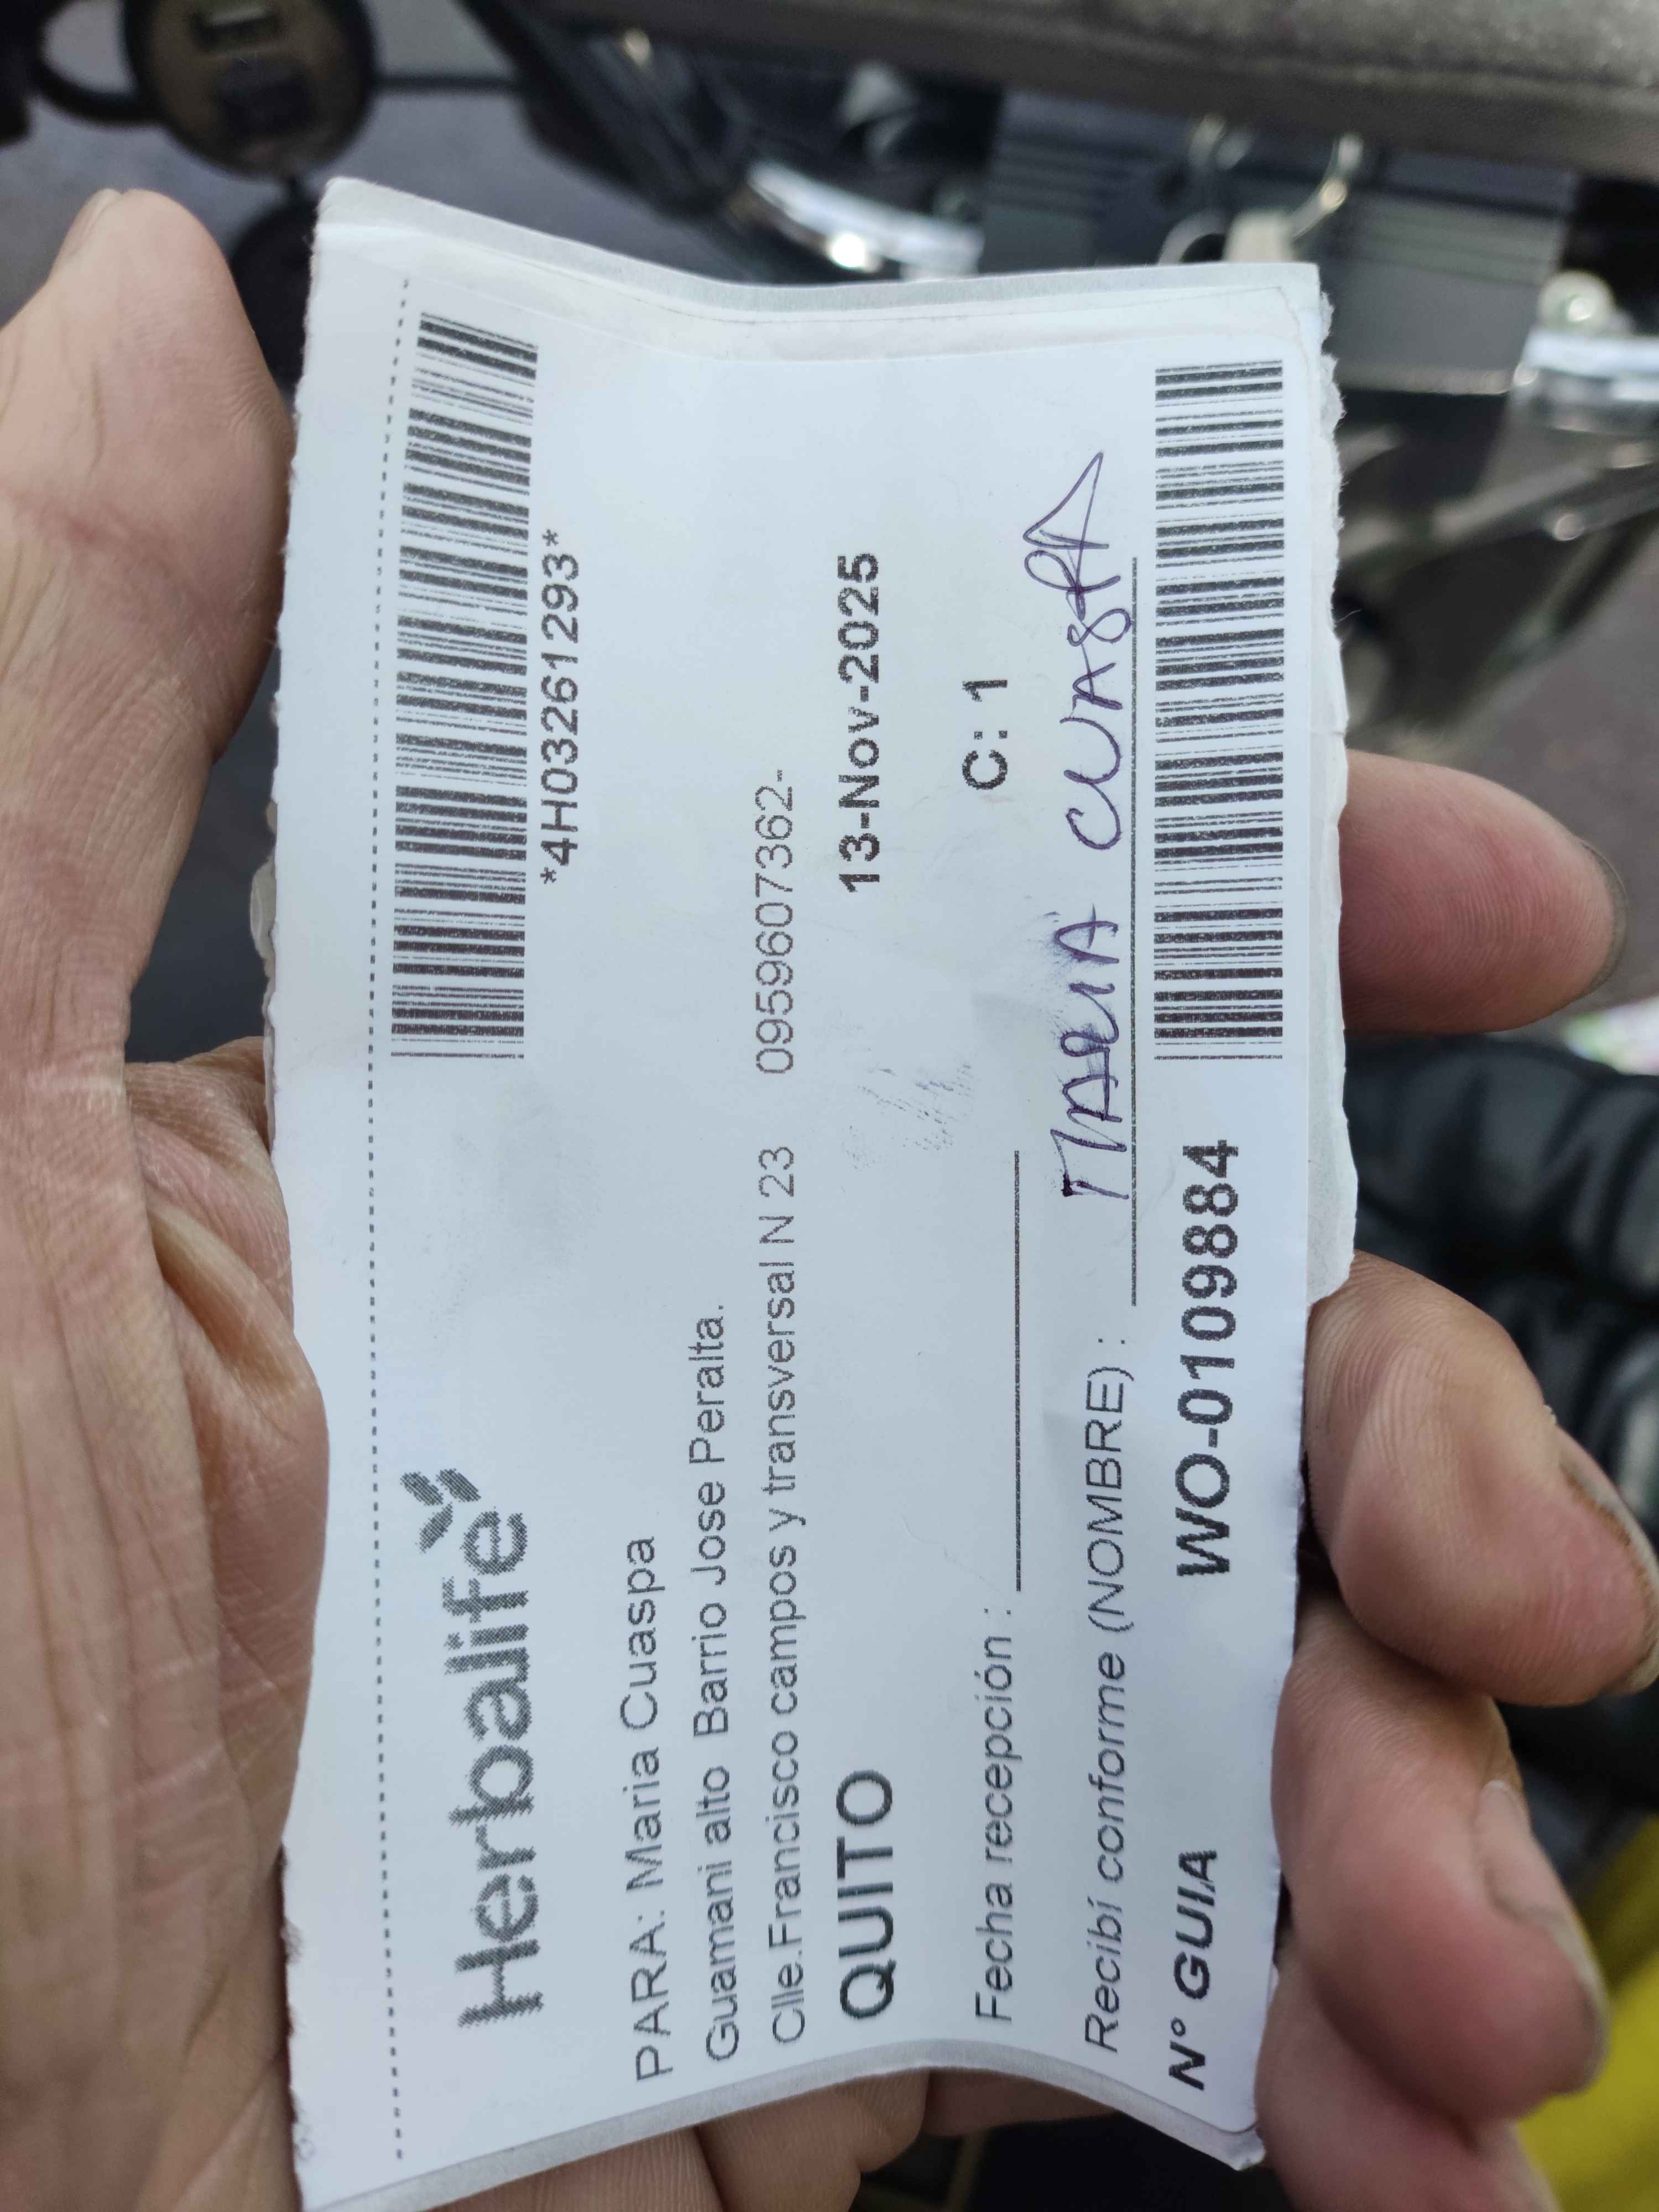 Herbalife
*4H03261293*
PARA: Maria Cuaspa
Guamani alto Barrio Jose Peralta.
Clle.Francisco campos y transversal N 23 0959607362-
QUITO 13-Nov-2025
Fecha recepción : C: 1
Recibí conforme (NOMBRE) : MARIA CUASPA
N° GUIA WO-0109884